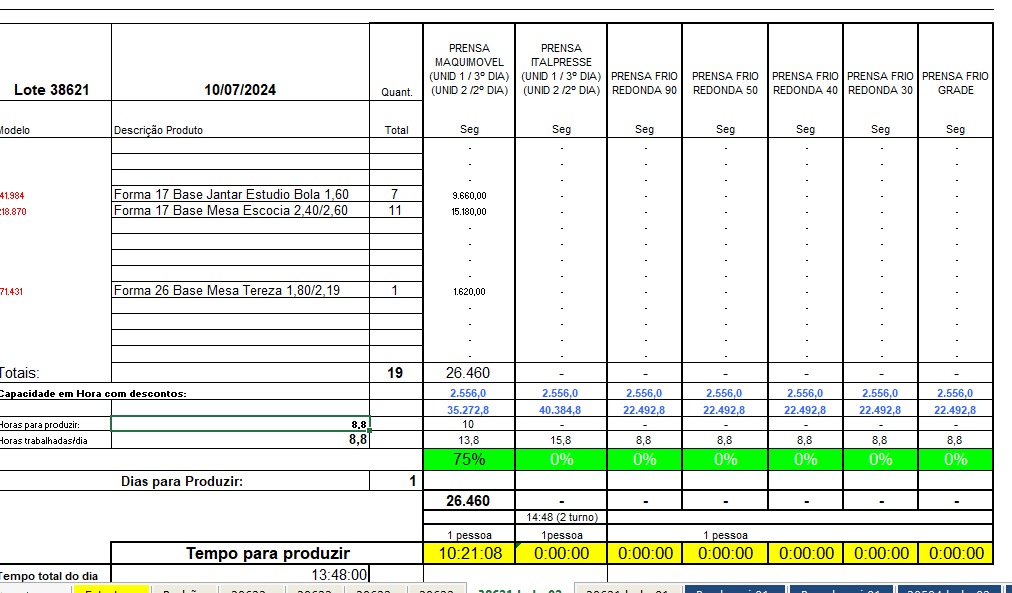 PRENSA MAQUIMOVEL (UNID 1 / 3º DIA) (UNID 2 /2º DIA)
PRENSA ITALPRESSE (UNID 1 / 3º DIA) (UNID 2 /2º DIA)
PRENSA FRIO REDONDA 90
PRENSA FRIO REDONDA 50
PRENSA FRIO REDONDA 40
PRENSA FRIO REDONDA 30
PRENSA FRIO GRADE
Lote 38621 10/07/2024 Quant.
Modelo Descrição Produto Total Seg Seg Seg Seg Seg Seg Seg
- - - - - - -
- - - - - - -
- - - - - - -
41.984 Forma 17 Base Jantar Estudio Bola 1,60 7 9.660,00 - - - - - -
218.870 Forma 17 Base Mesa Escocia 2,40/2,60 11 15.180,00 - - - - - -
- - - - - - -
- - - - - - -
- - - - - - -
- - - - - - -
71.431 Forma 26 Base Mesa Tereza 1,80/2,19 1 1.620,00 - - - - - -
- - - - - - -
- - - - - - -
- - - - - - -
- - - - - - -
Totais: 19 26.460 - - - - - -
Capacidade em Hora com descontos: 2.556,0 2.556,0 2.556,0 2.556,0 2.556,0 2.556,0 2.556,0
35.272,8 40.384,8 22.492,8 22.492,8 22.492,8 22.492,8 22.492,8
Horas para produzir: 8,8 10 - - - - - -
Horas trabalhadas/dia 8,8 13,8 15,8 8,8 8,8 8,8 8,8 8,8
75% 0% 0% 0% 0% 0% 0%
Dias para Produzir: 1
26.460 - - - - - -
14:48 (2 turno)
1 pessoa 1pessoa 1 pessoa
Tempo para produzir 10:21:08 0:00:00 0:00:00 0:00:00 0:00:00 0:00:00 0:00:00
Tempo total do dia 13:48:00